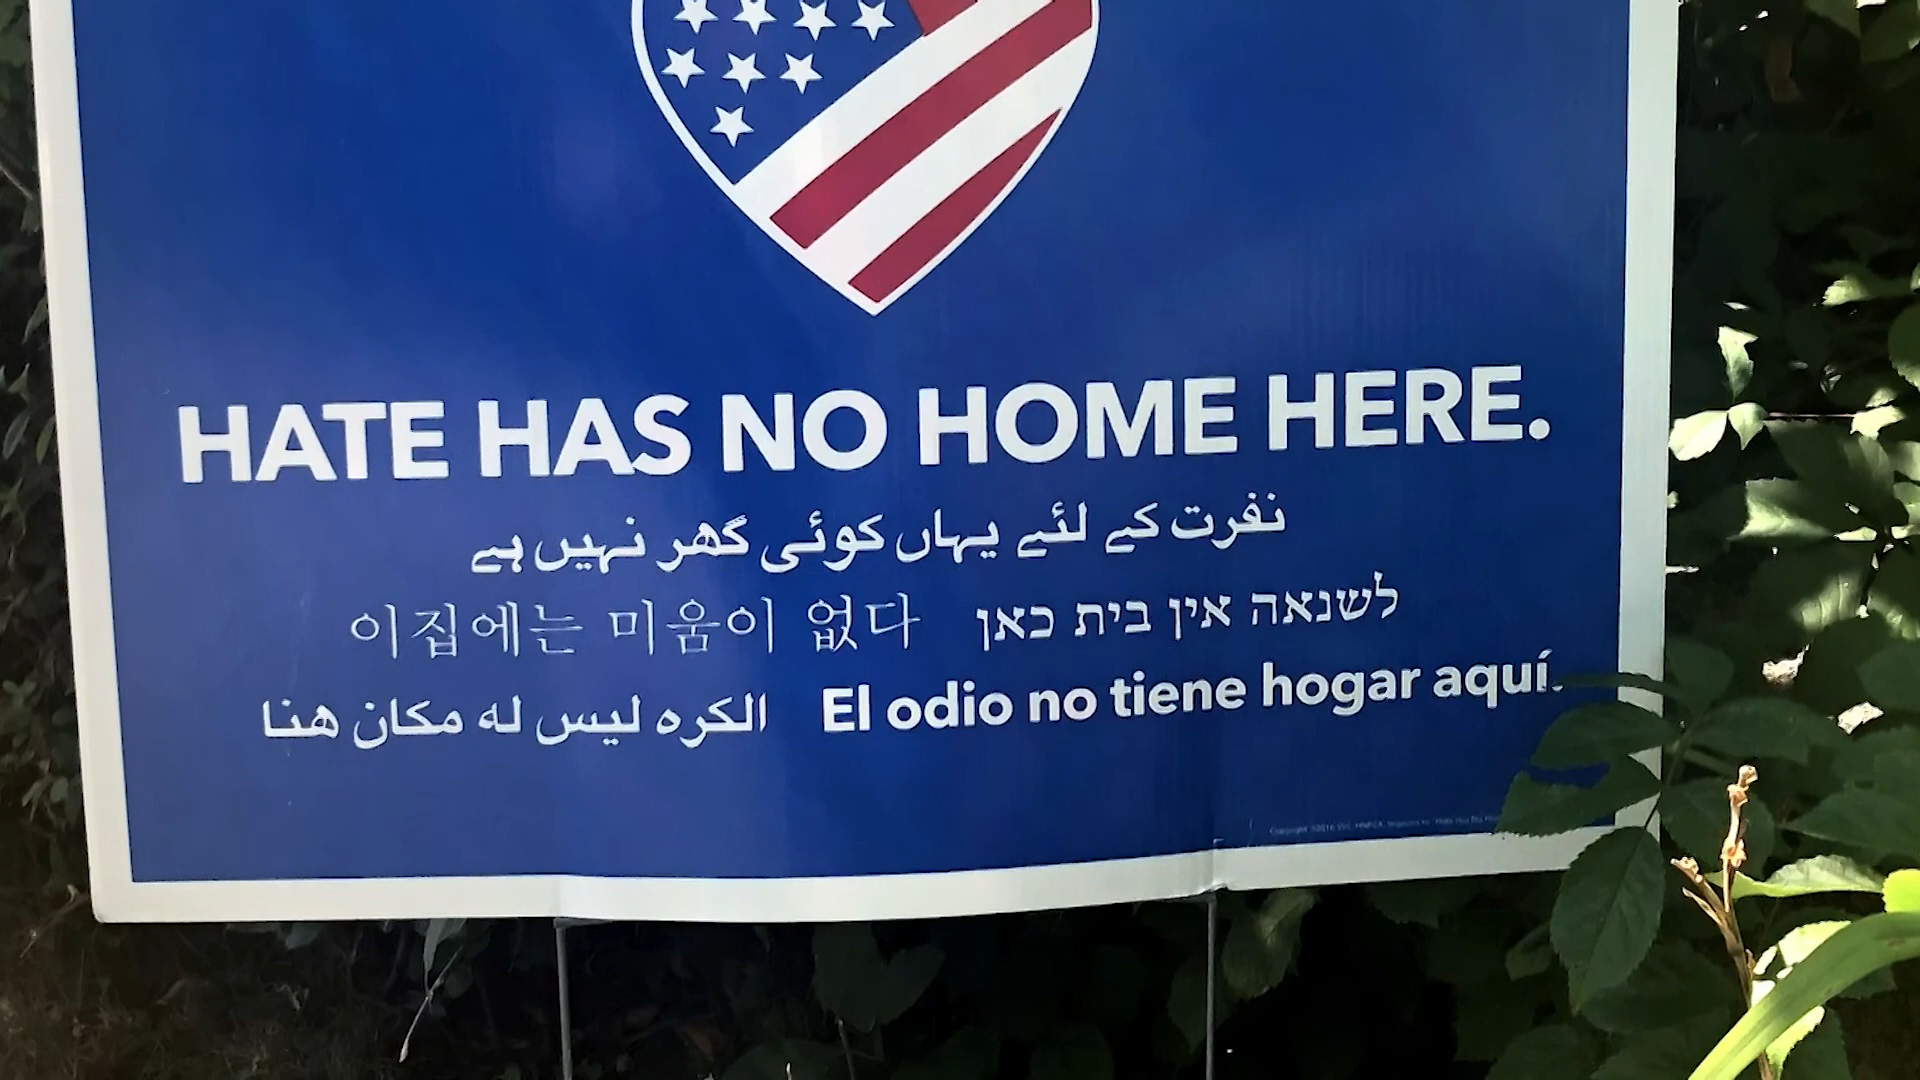 HATE HAS NO HOME HERE.
نفرت کے لئے یہاں کوئی گھر نہیں ہے
이집에는 미움이 없다 לשנאה אין בית כאן
الكره ليس له مكان هنا El odio no tiene hogar aquí.